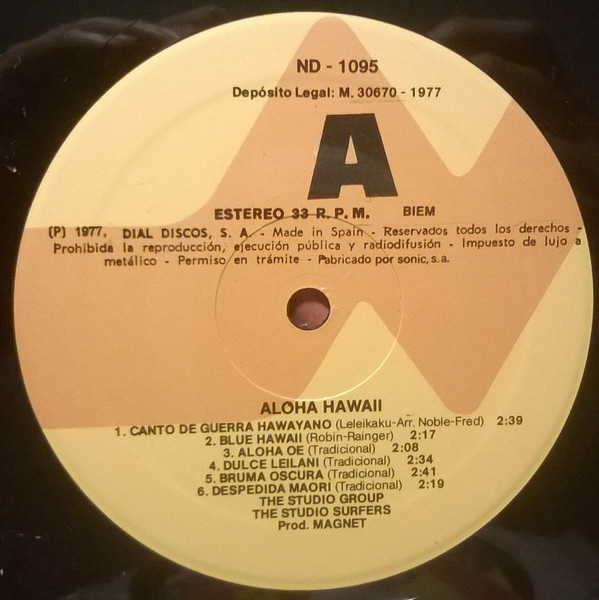 ND - 1095
Depósito Legal: M. 30670 - 1977
A
ESTEREO 33 R. P. M. BIEM
(P) 1977, DIAL DISCOS, S. A. - Made in Spain - Reservados todos los derechos -
Prohibida la reproducción, ejecución pública y radiodifusión - Impuesto de lujo a
metálico - Permiso en trámite - Fabricado por sonic, s.a.
ALOHA HAWAII
1. CANTO DE GUERRA HAWAYANO (Leleikaku-Arr. Noble-Fred) 2:39
2. BLUE HAWAII (Robin-Rainger) 2:17
3. ALOHA OE (Tradicional) 2:08
4. DULCE LEILANI (Tradicional) 2:34
5. BRUMA OSCURA (Tradicional) 2:41
6. DESPEDIDA MAORI (Tradicional) 2:19
THE STUDIO GROUP
THE STUDIO SURFERS
Prod. MAGNET